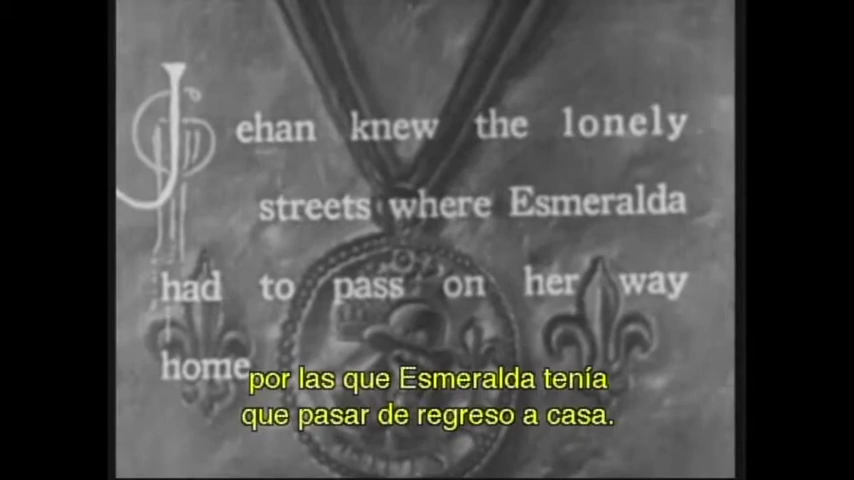 Jehan knew the lonely
streets where Esmeralda
had to pass on her way
home
por las que Esmeralda tenía
que pasar de regreso a casa.